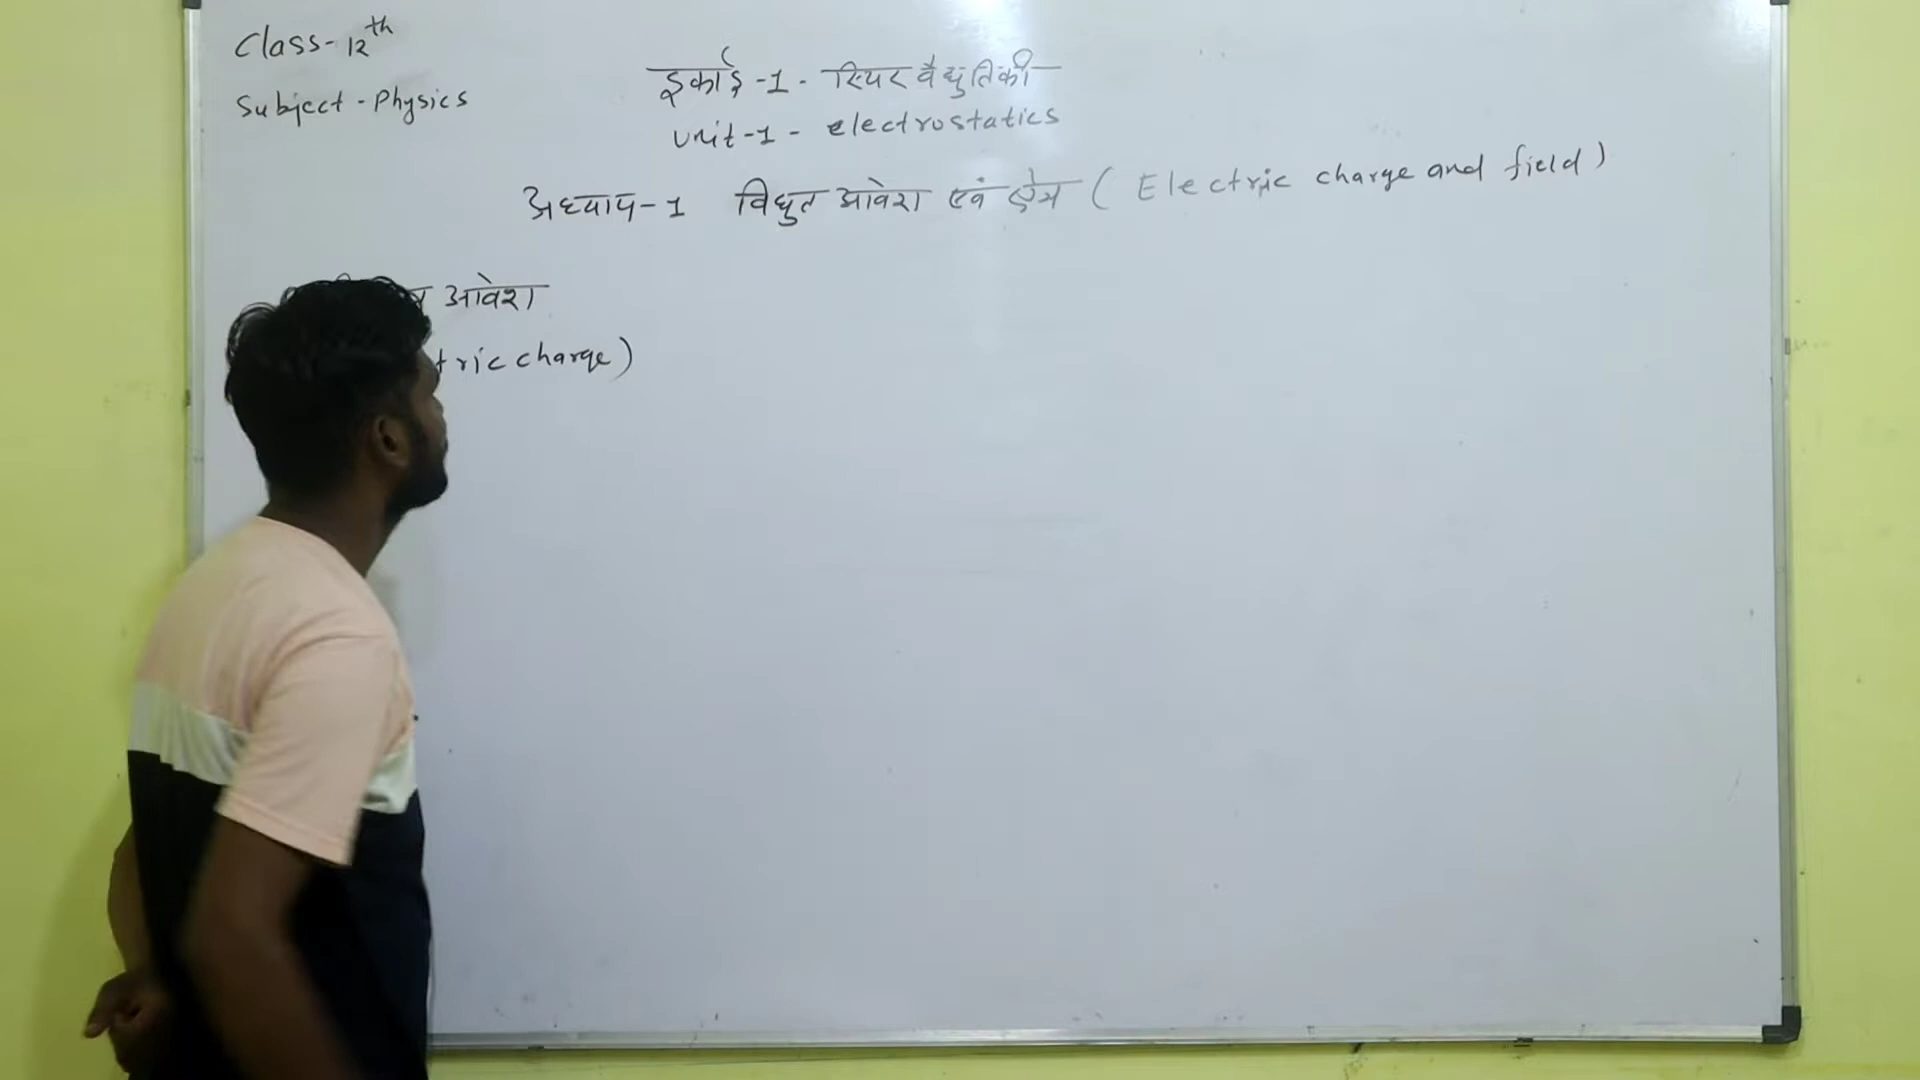 Class- 12th
Subject - Physics
इकाई -1 - स्थिर वैद्युतिकी
unit -1 - electrostatics
अध्याय-1 विधुत आवेश एवं क्षेत्र ( Electric charge and field )
आवेश
tric charge)